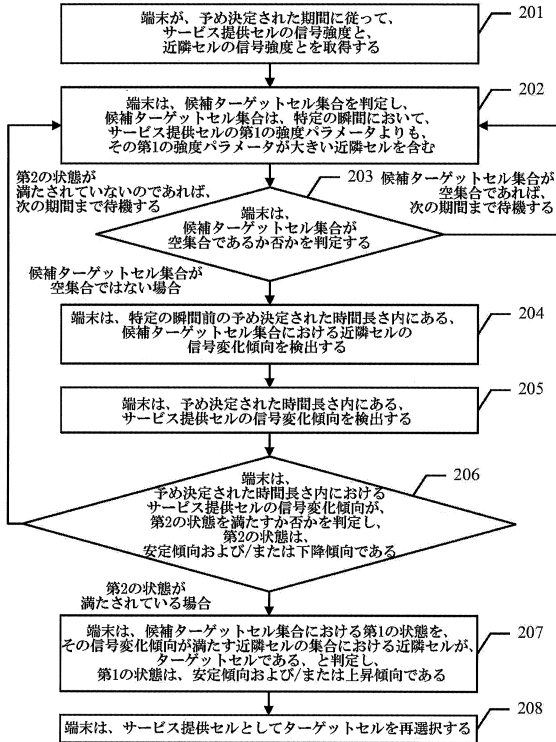 端末が、予め決定された期間に従って、
サービス提供セルの信号強度と、
近隣セルの信号強度とを取得する
201
端末は、候補ターゲットセル集合を判定し、
候補ターゲットセル集合は、特定の瞬間において、
サービス提供セルの第1の強度パラメータよりも、
その第1の強度パラメータが大きい近隣セルを含む
202
第2の状態が
満たされていないのであれば、
次の期間まで待機する
203
候補ターゲットセル集合が
空集合であれば、
次の期間まで待機する
端末は、
候補ターゲットセル集合が
空集合であるか否かを判定する
候補ターゲットセル集合が
空集合ではない場合
端末は、特定の瞬間前の予め決定された時間長さ内にある、
候補ターゲットセル集合における近隣セルの
信号変化傾向を検出する
204
端末は、予め決定された時間長さ内にある、
サービス提供セルの信号変化傾向を検出する
205
端末は、
予め決定された時間長さ内における
サービス提供セルの信号変化傾向が、
第2の状態を満たすか否かを判定し、
第2の状態は、
安定傾向および/または下降傾向である
206
第2の状態が
満たされている場合
端末は、候補ターゲットセル集合における第1の状態を、
その信号変化傾向が満たす近隣セルの集合における近隣セルが、
ターゲットセルである、と判定し、
第1の状態は、安定傾向および/または上昇傾向である
207
端末は、サービス提供セルとしてターゲットセルを再選択する
208